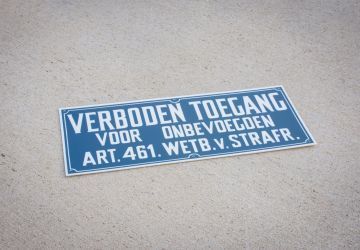 VERBODEN TOEGANG
VOOR ONBEVOEGDEN
ART. 461. WETB. V. STRAFR.